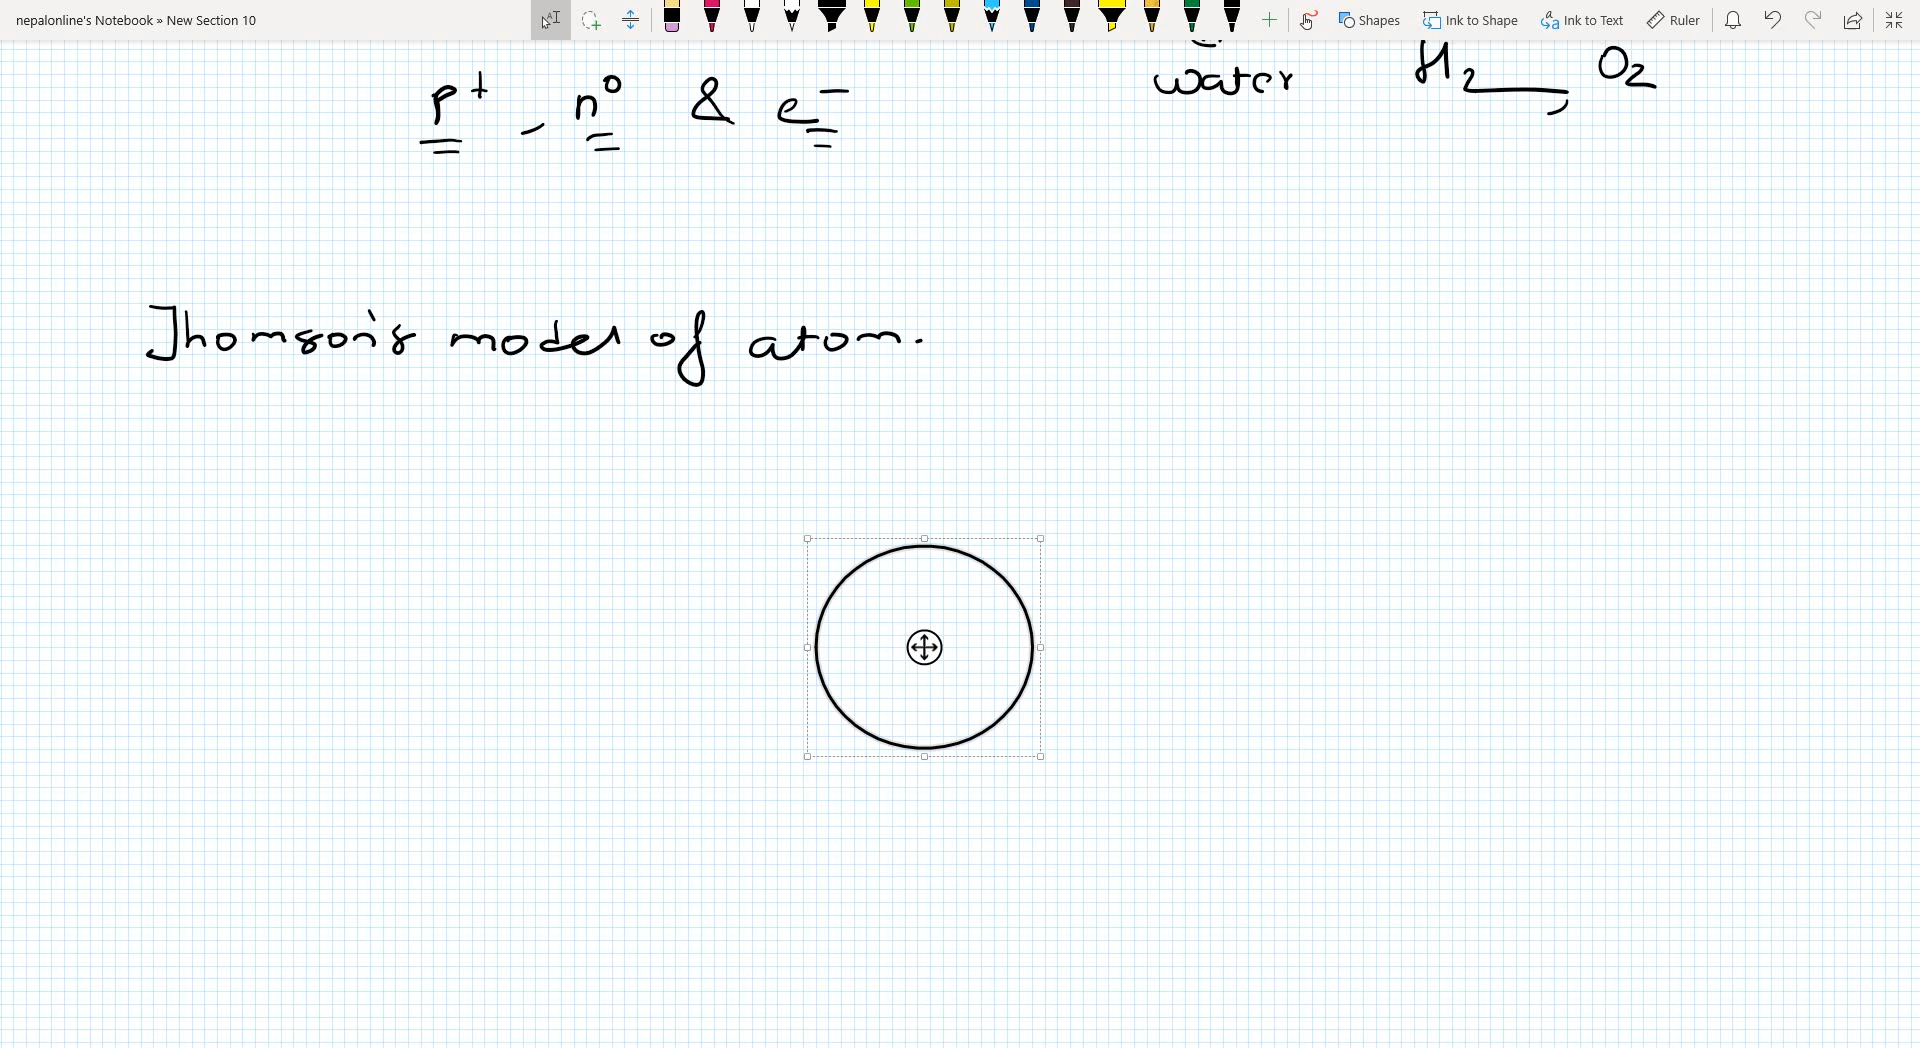 nepalonline's Notebook » New Section 10
Shapes Ink to Shape Ink to Text Ruler
p⁺, n⁰ & e⁻
water H₂, O₂
Thomson's model of atom.